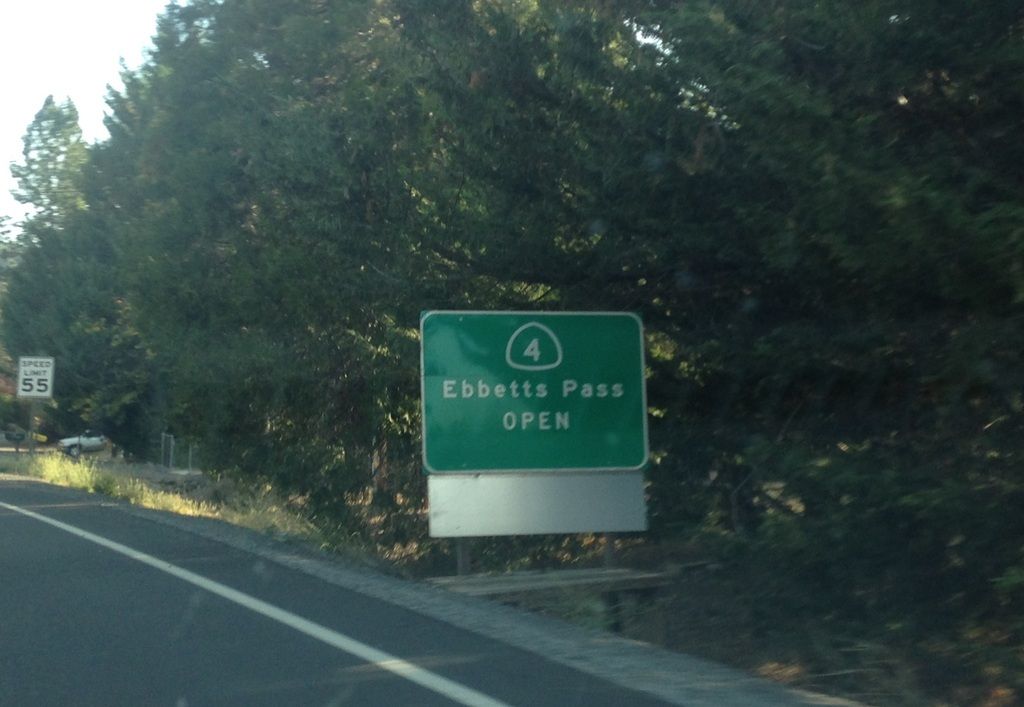 SPEED
LIMIT
55
4
Ebbetts Pass
OPEN